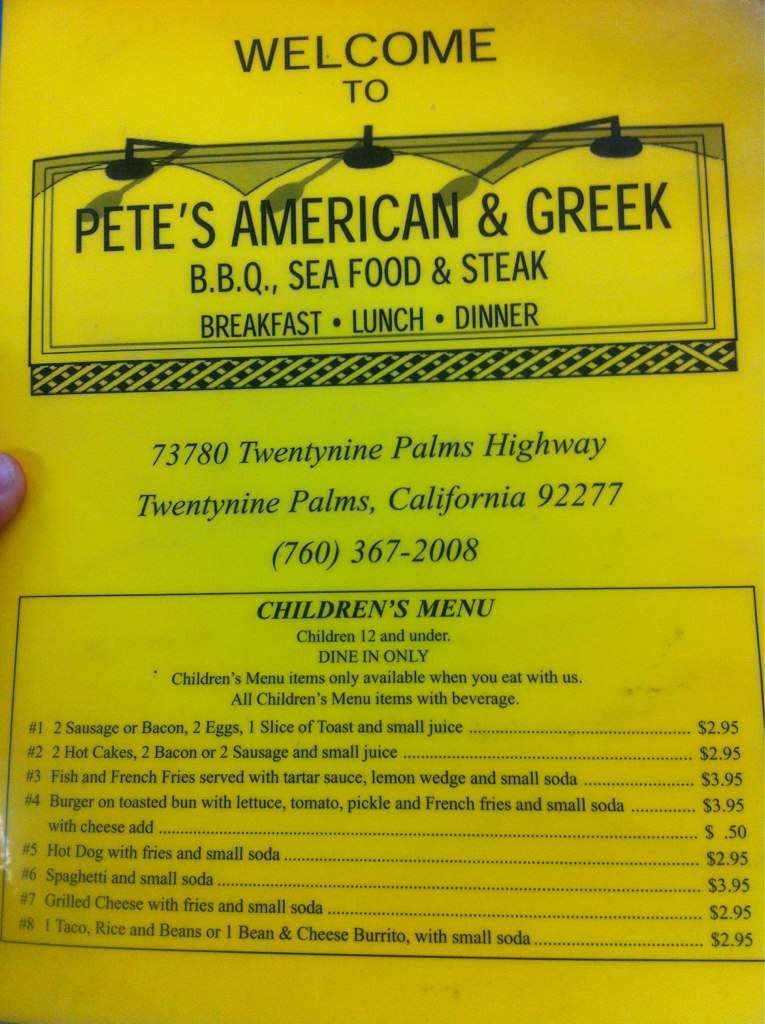 WELCOME
TO
PETE'S AMERICAN & GREEK
B.B.Q., SEA FOOD & STEAK
BREAKFAST • LUNCH • DINNER
73780 Twentynine Palms Highway
Twentynine Palms, California 92277
(760) 367-2008
CHILDREN'S MENU
Children 12 and under.
DINE IN ONLY
Children's Menu items only available when you eat with us.
All Children's Menu items with beverage.
#1 2 Sausage or Bacon, 2 Eggs, 1 Slice of Toast and small juice ........ $2.95
#2 2 Hot Cakes, 2 Bacon or 2 Sausage and small juice ........ $2.95
#3 Fish and French Fries served with tartar sauce, lemon wedge and small soda ........ $3.95
#4 Burger on toasted bun with lettuce, tomato, pickle and French fries and small soda ........ $3.95
with cheese add ........ $ .50
#5 Hot Dog with fries and small soda ........ $2.95
#6 Spaghetti and small soda ........ $3.95
#7 Grilled Cheese with fries and small soda ........ $2.95
#8 1 Taco, Rice and Beans or 1 Bean & Cheese Burrito, with small soda ........ $2.95